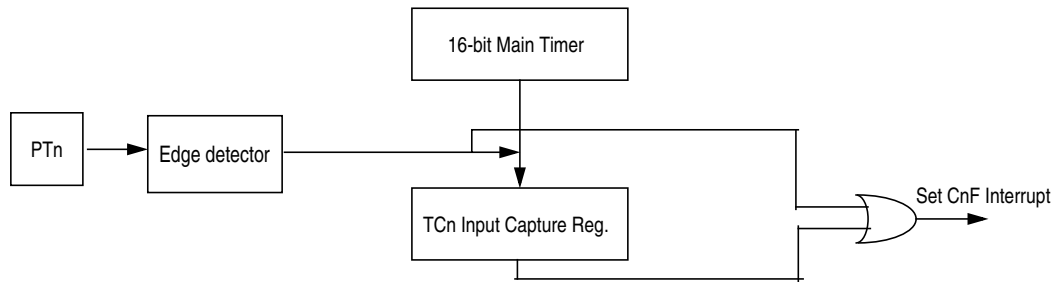 16-bit Main Timer
PTn
Edge detector
TCn Input Capture Reg.
Set CnF Interrupt